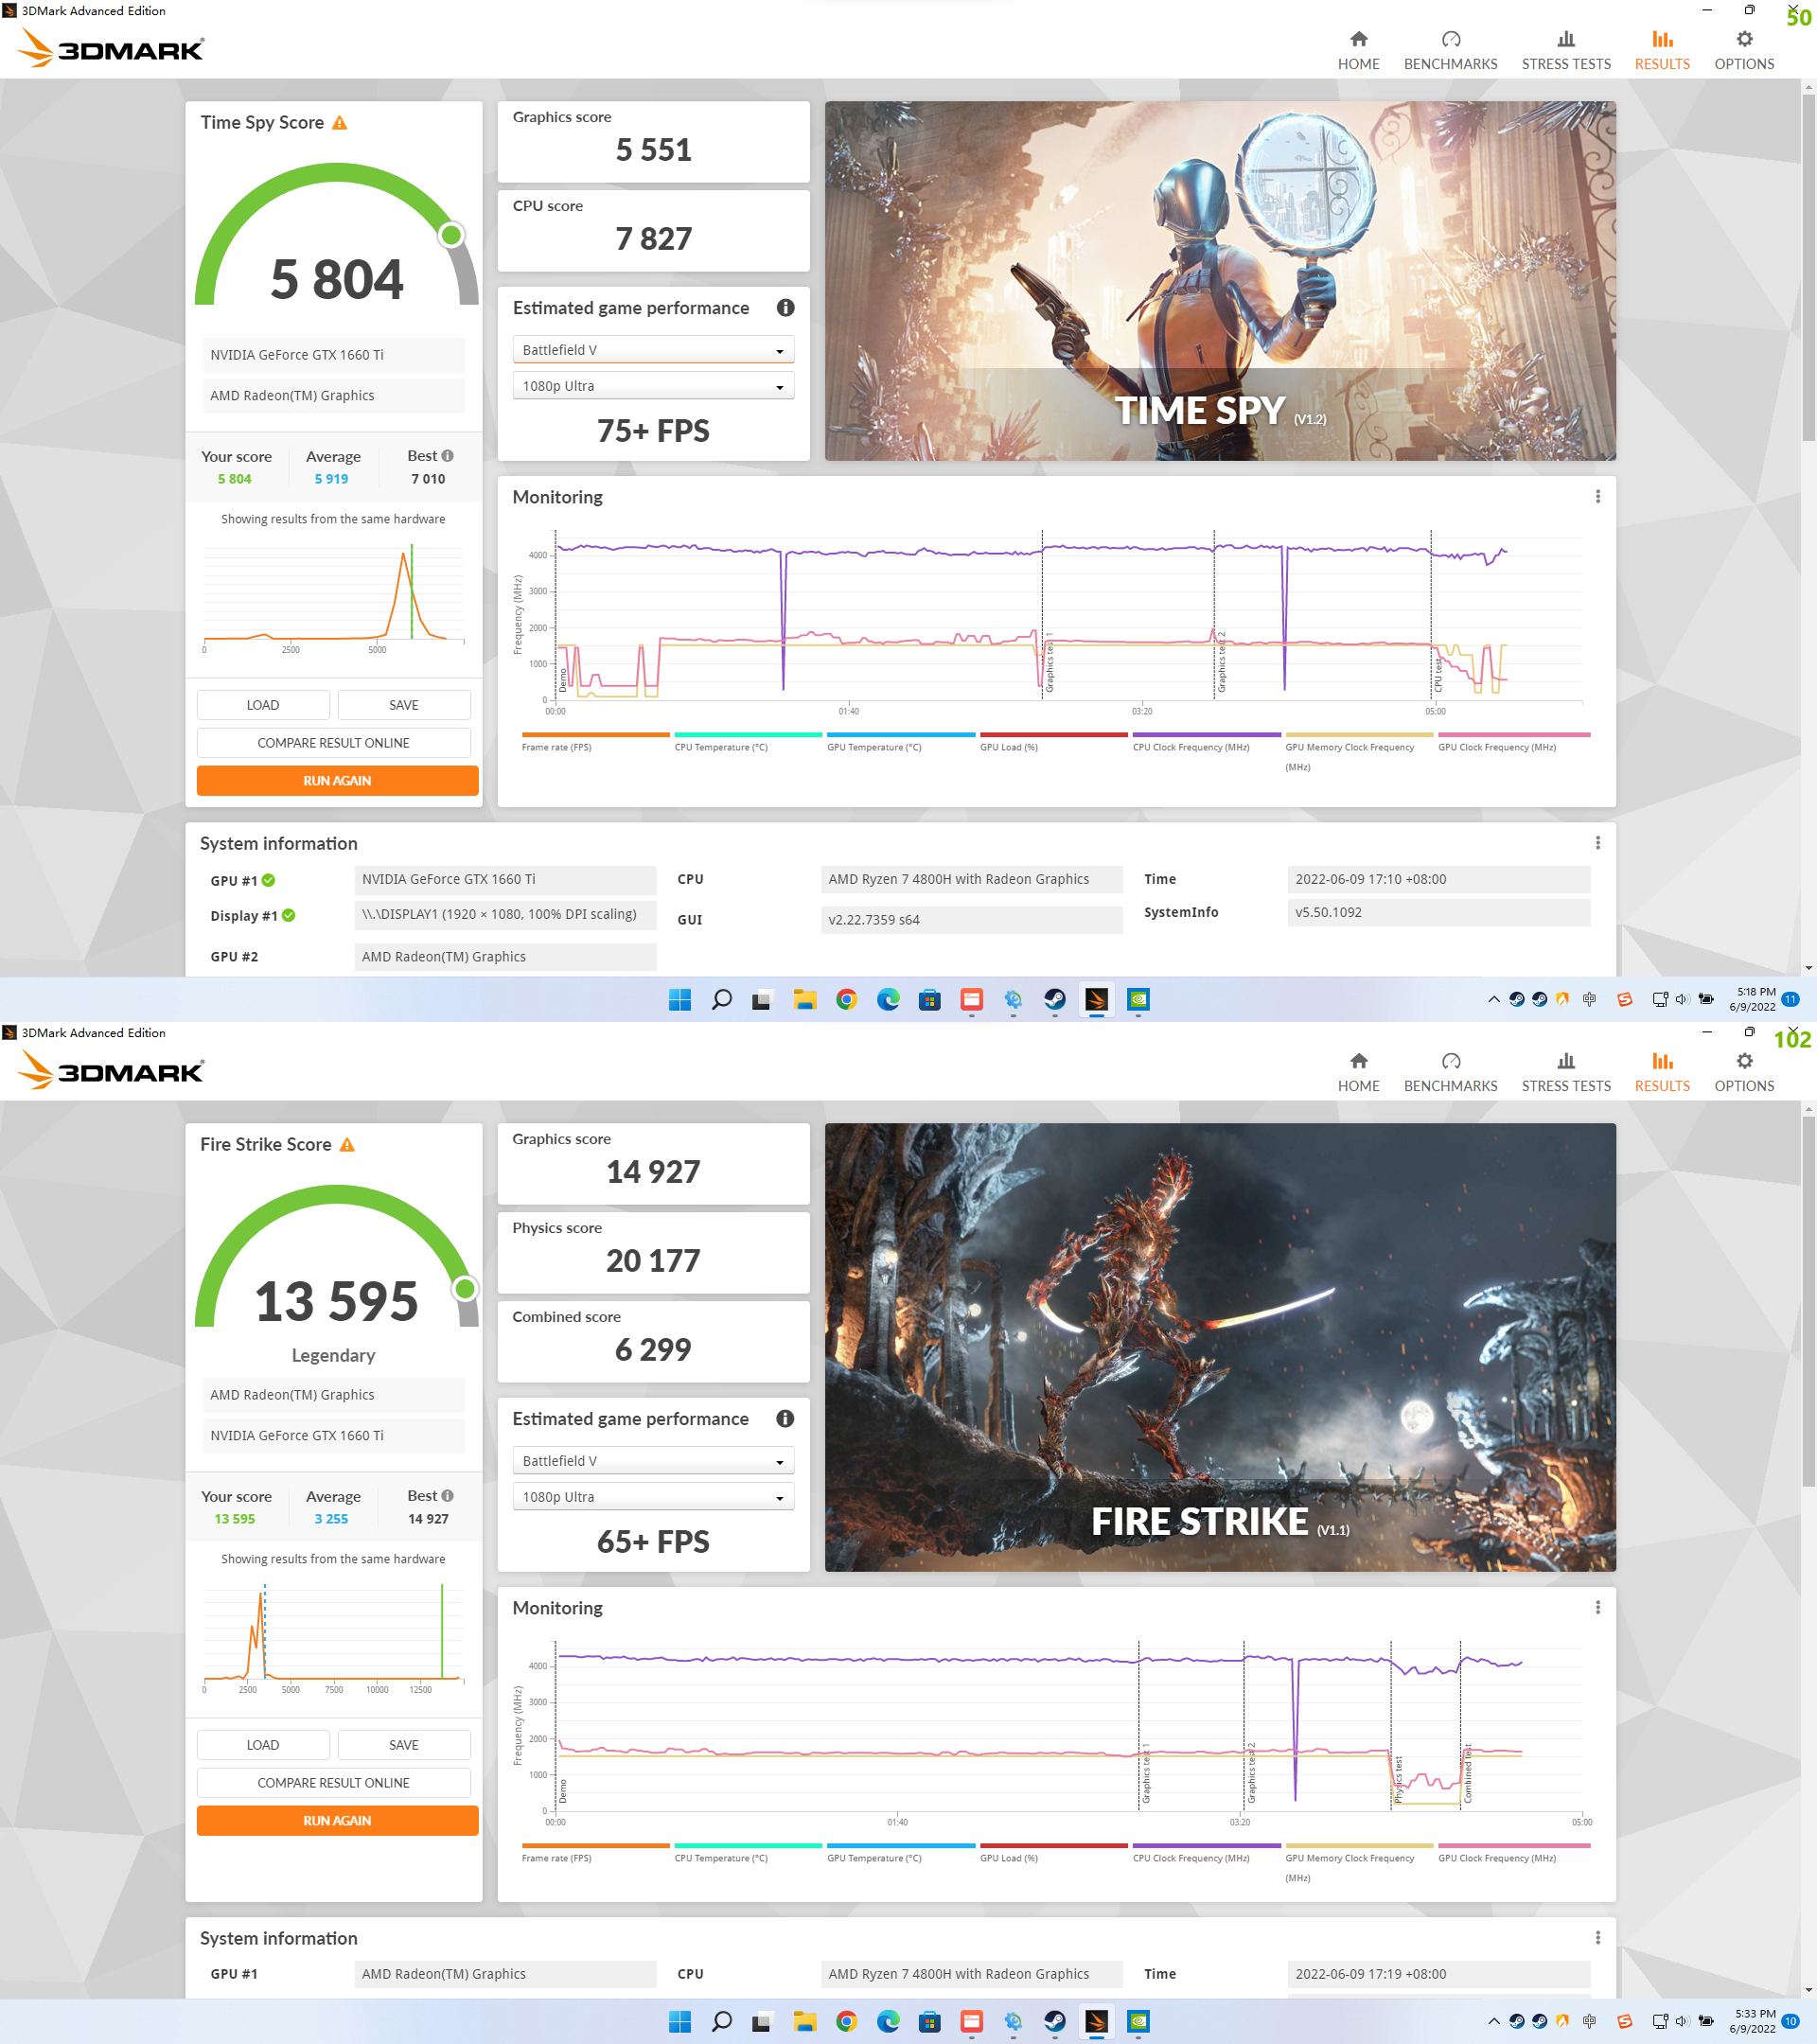 3DMark Advanced Edition
50
3DMARK
HOME
BENCHMARKS
STRESS TESTS
RESULTS
OPTIONS
Time Spy Score
5 804
NVIDIA GeForce GTX 1660 Ti
AMD Radeon(TM) Graphics
Your score Average Best
5 804 5 919 7 010
Showing results from the same hardware
0 2500 5000
LOAD SAVE
COMPARE RESULT ONLINE
RUN AGAIN
Graphics score
5 551
CPU score
7 827
Estimated game performance
Battlefield V
1080p Ultra
75+ FPS
TIME SPY (V1.2)
Monitoring
Frequency (MHz)
4000
3000
2000
1000
0
Demo
Graphics test 1
Graphics test 2
CPU test
00:00 01:40 03:20 05:00
Frame rate (FPS)
CPU Temperature (°C)
GPU Temperature (°C)
GPU Load (%)
CPU Clock Frequency (MHz)
GPU Memory Clock Frequency
(MHz)
GPU Clock Frequency (MHz)
System information
GPU #1 NVIDIA GeForce GTX 1660 Ti
Display #1 \\.\DISPLAY1 (1920 × 1080, 100% DPI scaling)
GPU #2 AMD Radeon(TM) Graphics
CPU AMD Ryzen 7 4800H with Radeon Graphics
GUI v2.22.7359 s64
Time 2022-06-09 17:10 +08:00
SystemInfo v5.50.1092
中
5:18 PM
6/9/2022
11
3DMark Advanced Edition
102
3DMARK
HOME
BENCHMARKS
STRESS TESTS
RESULTS
OPTIONS
Fire Strike Score
13 595
Legendary
AMD Radeon(TM) Graphics
NVIDIA GeForce GTX 1660 Ti
Your score Average Best
13 595 3 255 14 927
Showing results from the same hardware
0 2500 5000 7500 10000 12500
LOAD SAVE
COMPARE RESULT ONLINE
RUN AGAIN
Graphics score
14 927
Physics score
20 177
Combined score
6 299
Estimated game performance
Battlefield V
1080p Ultra
65+ FPS
FIRE STRIKE (V1.1)
Monitoring
Frequency (MHz)
4000
3000
2000
1000
0
Demo
Graphics test 1
Graphics test 2
Physics test
Combined test
00:00 01:40 03:20 05:00
Frame rate (FPS)
CPU Temperature (°C)
GPU Temperature (°C)
GPU Load (%)
CPU Clock Frequency (MHz)
GPU Memory Clock Frequency
(MHz)
GPU Clock Frequency (MHz)
System information
GPU #1 AMD Radeon(TM) Graphics
CPU AMD Ryzen 7 4800H with Radeon Graphics
Time 2022-06-09 17:19 +08:00
中
5:33 PM
6/9/2022
10